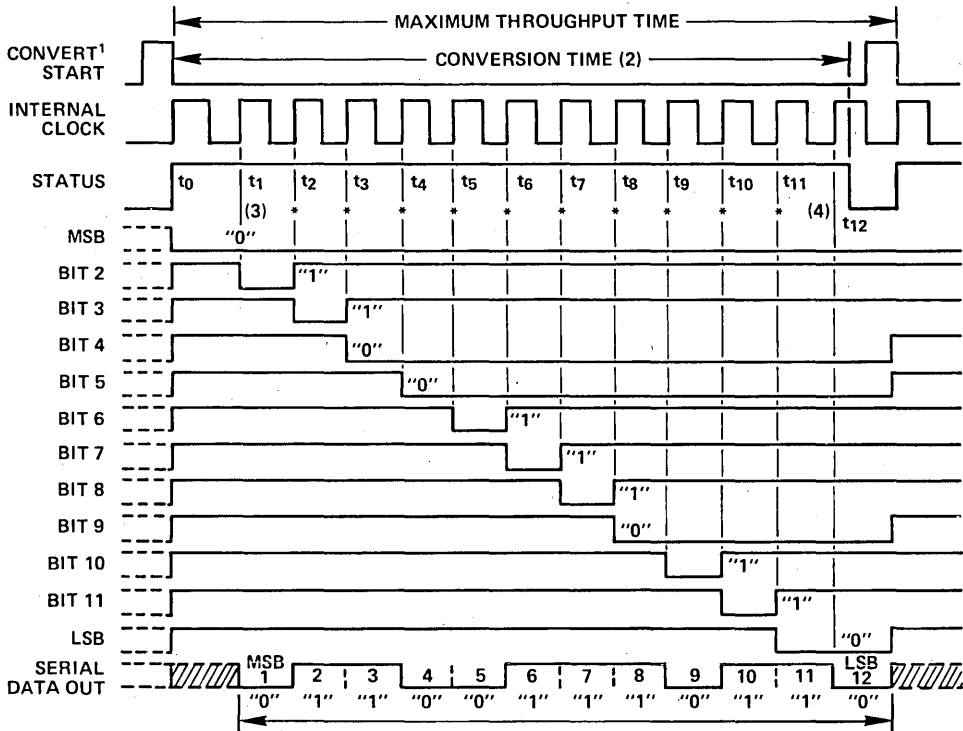 MAXIMUM THROUGHPUT TIME
CONVERT¹
START
CONVERSION TIME (2)
INTERNAL
CLOCK
STATUS
t0 t1 t2 t3 t4 t5 t6 t7 t8 t9 t10 t11
(3) * * * * * * * * * * (4) t12
MSB "0"
BIT 2 "1"
BIT 3 "1"
BIT 4 "0"
BIT 5 "0"
BIT 6 "1"
BIT 7 "1"
BIT 8 "1"
BIT 9 "0"
BIT 10 "1"
BIT 11 "1"
LSB "0"
SERIAL
DATA OUT
MSB LSB
1 2 3 4 5 6 7 8 9 10 11 12
"0" "1" "1" "0" "0" "1" "1" "1" "0" "1" "1" "0"